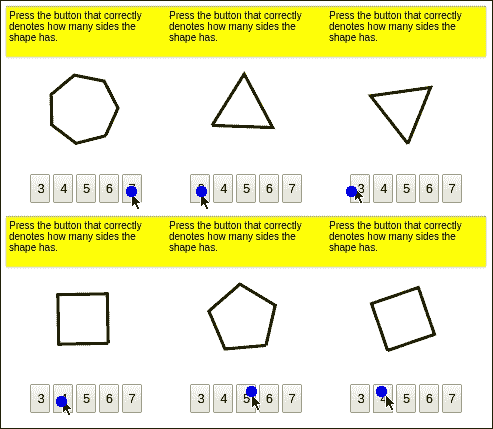 Press the button that correctly denotes how many sides the shape has.
Press the button that correctly denotes how many sides the shape has.
Press the button that correctly denotes how many sides the shape has.
3 4 5 6
4 5 6 7
3 4 5 6 7
Press the button that correctly denotes how many sides the shape has.
Press the button that correctly denotes how many sides the shape has.
Press the button that correctly denotes how many sides the shape has.
3 5 6 7
3 4 5 6 7
3 5 6 7